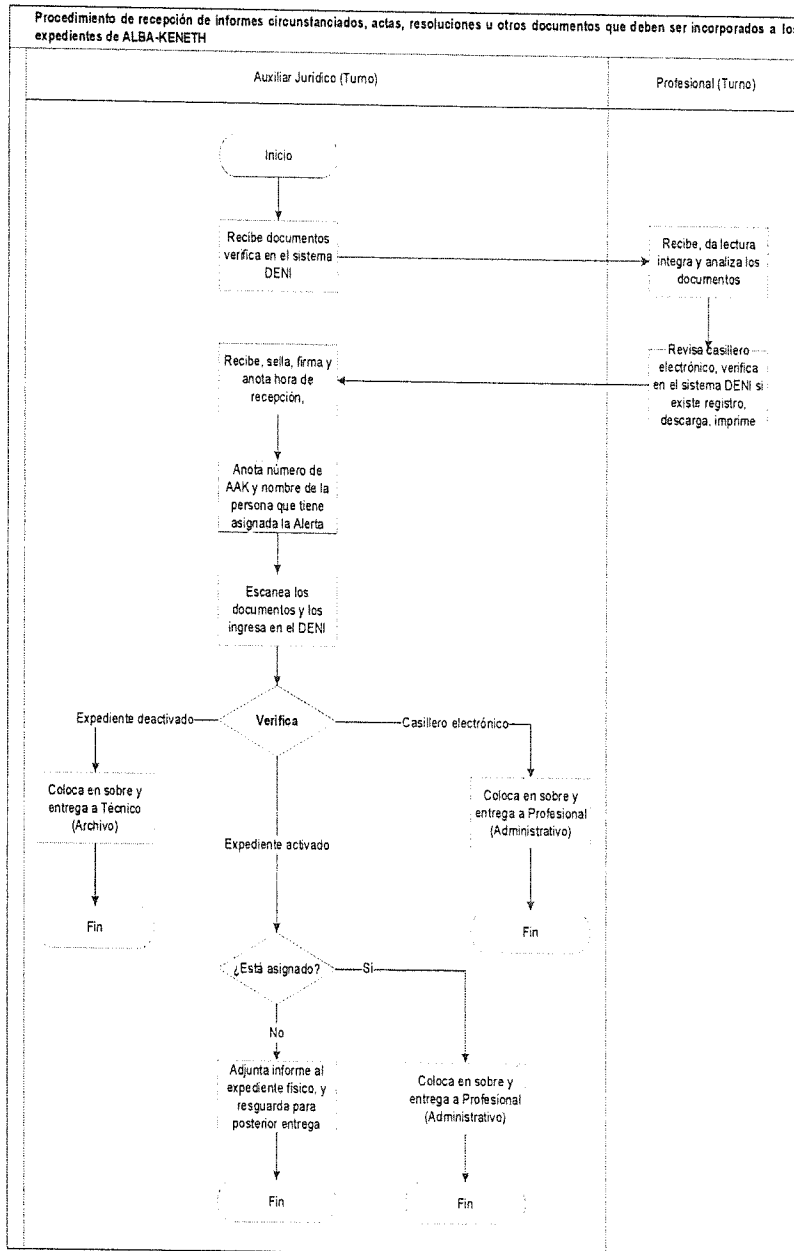 Procedimiento de recepción de informes circunstanciados, actas, resoluciones u otros documentos que deben ser incorporados a los
expedientes de ALBA-KENETH
Auxiliar Jurídico (Turno)
Profesional (Turno)
Inicio
Recibe documentos
verifica en el sistema
DENI
Recibe, da lectura
integra y analiza los
documentos
Revisa casillero
electrónico, verifica
en el sistema DENI si
existe registro,
descarga, imprime
Recibe, sella, firma y
anota hora de
recepción,
Anota número de
AAK y nombre de la
persona que tiene
asignada la Alerta
Escanea los
documentos y los
ingresa en el DENI
Verifica
Expediente deactivado
Casillero electrónico
Coloca en sobre y
entrega a Técnico
(Archivo)
Coloca en sobre y
entrega a Profesional
(Administrativo)
Expediente activado
Fin
Fin
¿Está asignado?
Si
No
Adjunta informe al
expediente físico, y
resguarda para
posterior entrega
Coloca en sobre y
entrega a Profesional
(Administrativo)
Fin
Fin